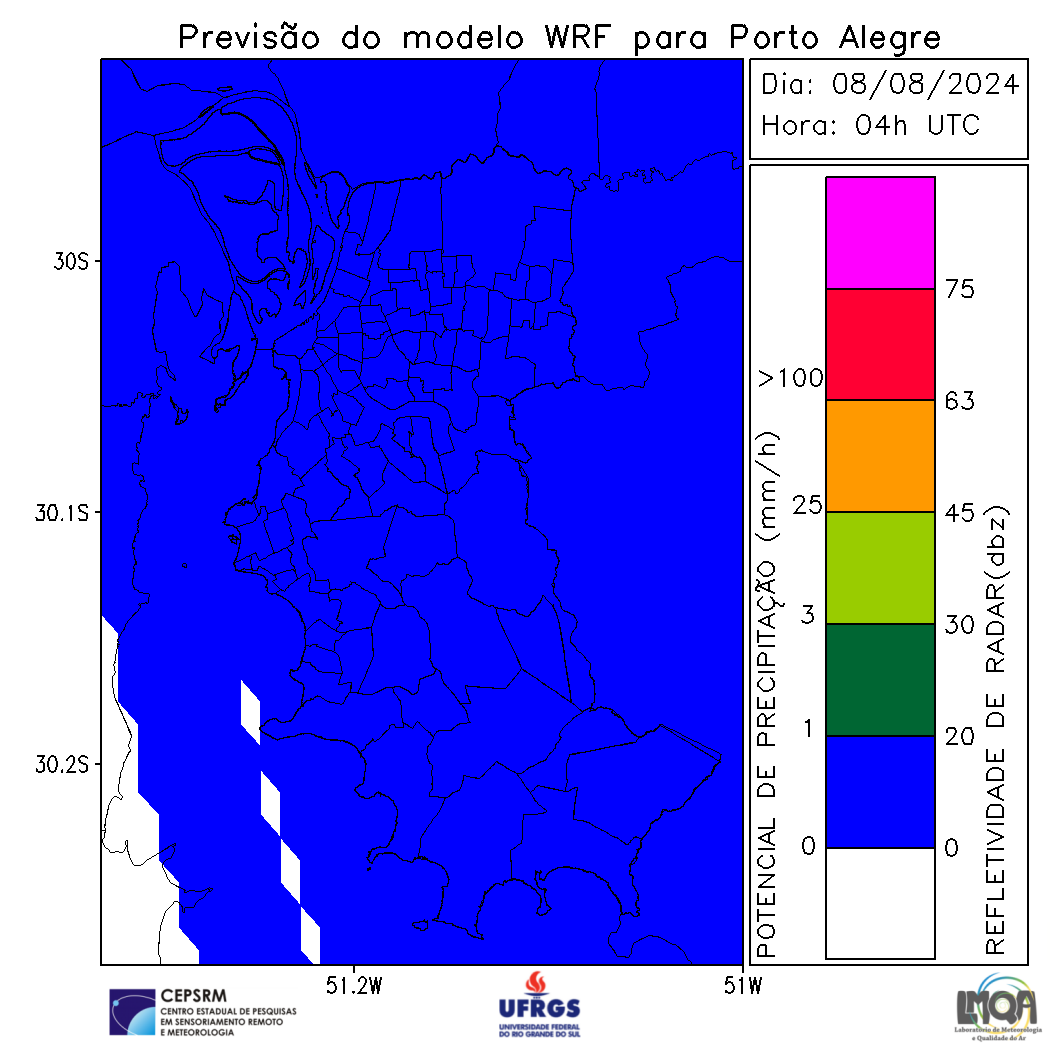 Previsão do modelo WRF para Porto Alegre
Dia: 08/08/2024
Hora: 04h UTC
30S
30.1S
30.2S
51.2W
51W
POTENCIAL DE PRECIPITAÇÃO (mm/h)
>100
25
3
1
0
75
63
45
30
20
0
REFLETIVIDADE DE RADAR(dbz)
CEPSRM
CENTRO ESTADUAL DE PESQUISAS
EM SENSORIAMENTO REMOTO
E METEOROLOGIA
UFRGS
UNIVERSIDADE FEDERAL
DO RIO GRANDE DO SUL
LMQA
Laboratório de Meteorologia
e Qualidade do Ar